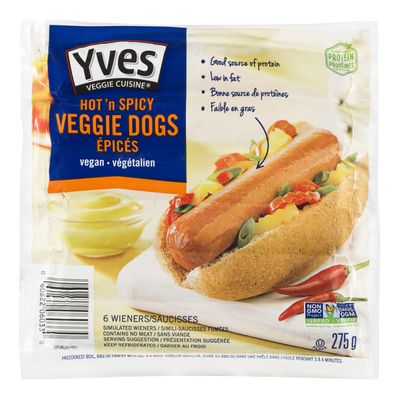 Yves
VEGGIE CUISINE®
HOT 'n SPICY
VEGGIE DOGS
ÉPICÉS
vegan • végétalien
• Good source of protein
• Low in fat
• Bonne source de protéines
• Faible en gras
PROTEIN
PROTÉINES
6 WIENERS/SAUCISSES
SIMULATED WIENERS / SIMILI-SAUCISSES FUMÉES
CONTAINS NO MEAT / SANS VIANDE
SERVING SUGGESTION / PRÉSENTATION SUGGÉRÉE
KEEP REFRIGERATED / GARDER AU FROID
NON
GMO
Project
VERIFIED
275 g